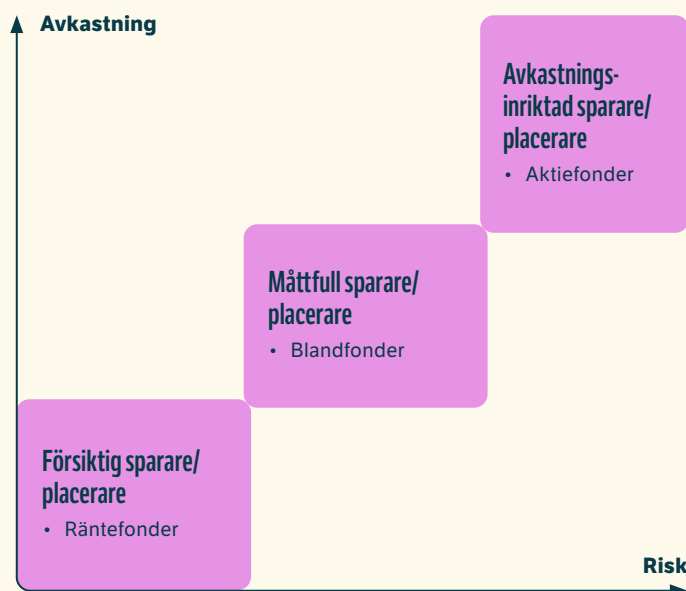 Avkastning
Avkastnings-
inriktad sparare/
placerare
• Aktiefonder
Måttfull sparare/
placerare
• Blandfonder
Försiktig sparare/
placerare
• Räntefonder
Risk